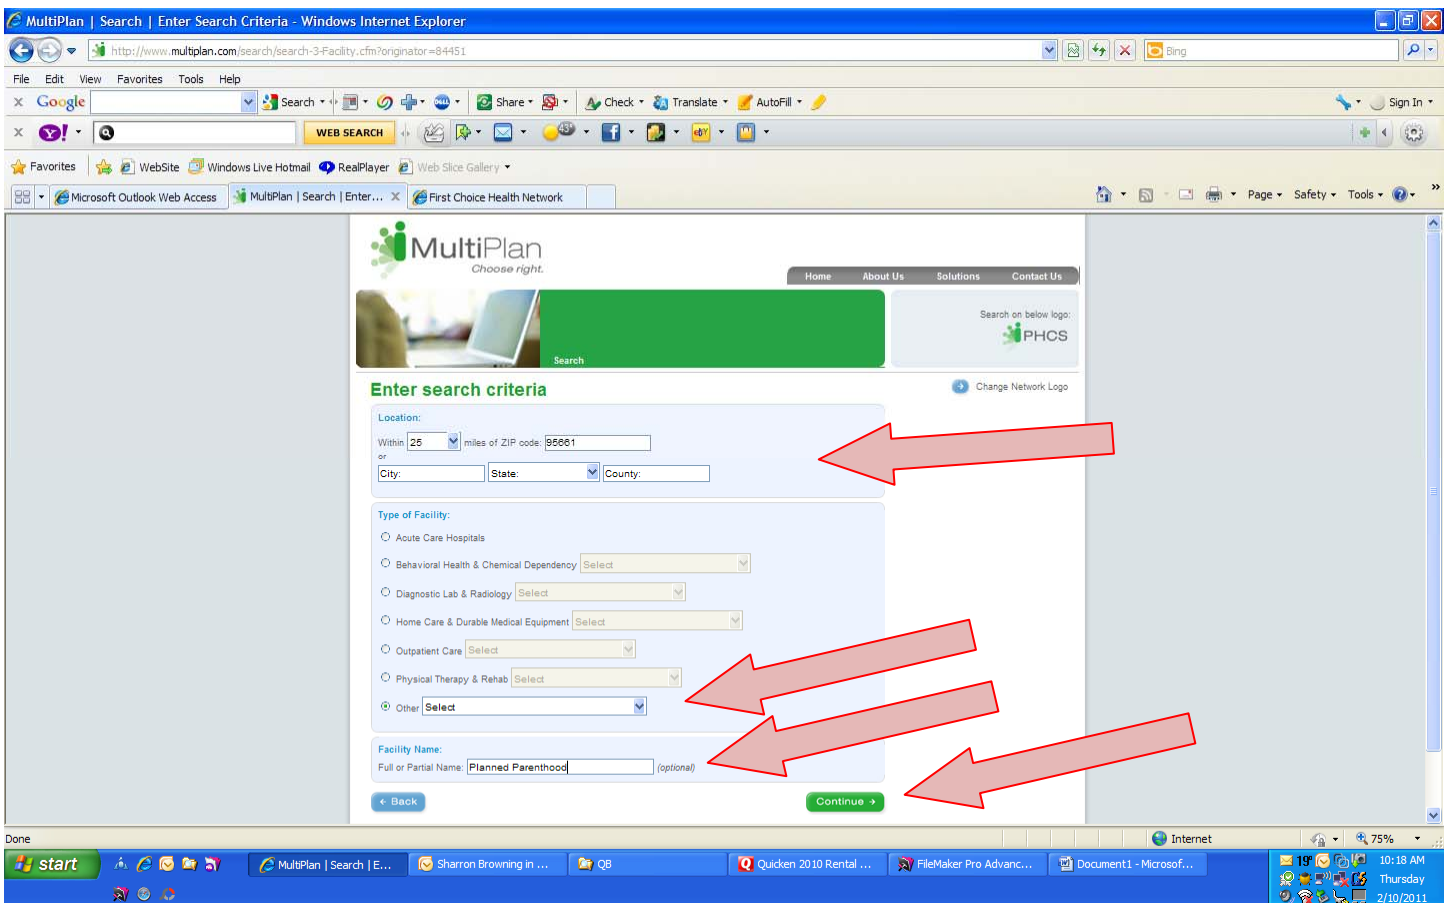 MultiPlan | Search | Enter Search Criteria - Windows Internet Explorer
http://www.multiplan.com/search/search-3-Facility.cfm?originator=84451
Bing
File Edit View Favorites Tools Help
x Google Search Share Check Translate AutoFill Sign In
x Y! WEB SEARCH 43° ebY
Favorites WebSite Windows Live Hotmail RealPlayer Web Slice Gallery
Microsoft Outlook Web Access MultiPlan | Search | Enter... X First Choice Health Network Page Safety Tools »
MultiPlan
Choose right.
Home About Us Solutions Contact Us
Search on below logo:
PHCS
Search
Enter search criteria
Change Network Logo
Location:
Within 25 miles of ZIP code: 95661
or
City: State: County:
Type of Facility:
Acute Care Hospitals
Behavioral Health & Chemical Dependency Select
Diagnostic Lab & Radiology Select
Home Care & Durable Medical Equipment Select
Outpatient Care Select
Physical Therapy & Rehab Select
Other Select
Facility Name:
Full or Partial Name: Planned Parenthood (optional)
← Back Continue →
Done Internet 75%
start MultiPlan | Search | E... Sharron Browning in ... QB Quicken 2010 Rental ... FileMaker Pro Advanc... Document1 - Microsof... 19° 10:18 AM
Thursday
2/10/2011